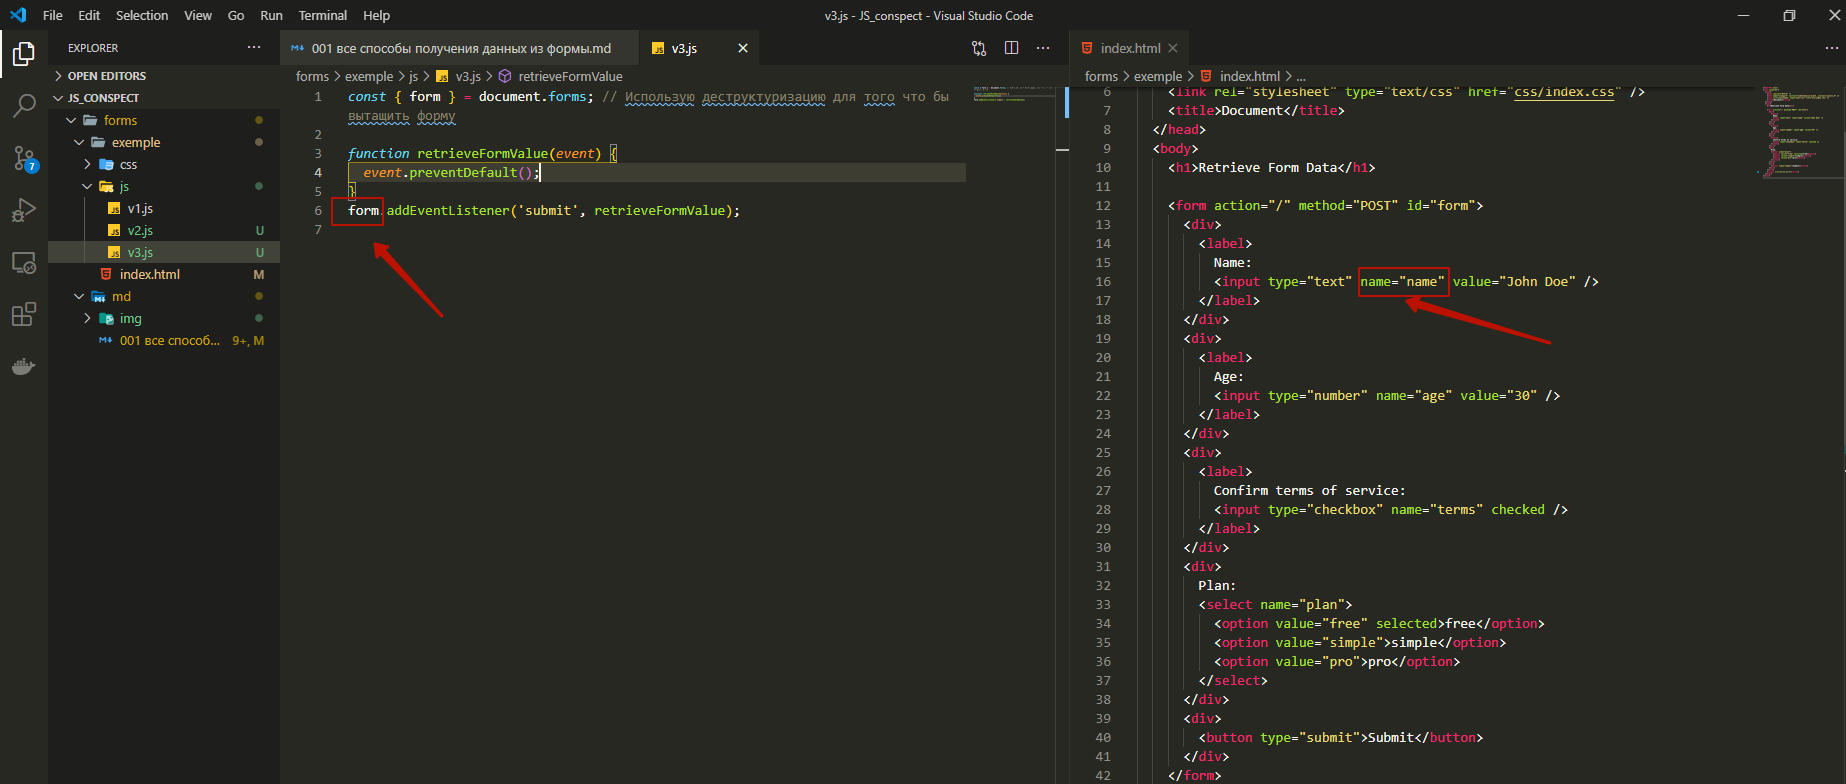 File Edit Selection View Go Run Terminal Help
v3.js - JS_conspect - Visual Studio Code
EXPLORER
OPEN EDITORS
JS_CONSPECT
forms
exemple
css
js
v1.js
v2.js U
v3.js U
index.html M
md
img
001 все способ... 9+, M
7
001 все способы получения данных из формы.md
v3.js
forms > exemple > js > v3.js > retrieveFormValue
1 const { form } = document.forms; // Использую деструктуризацию для того что бы
вытащить форму
2
3 function retrieveFormValue(event) {
4 event.preventDefault();
5 }
6 form.addEventListener('submit', retrieveFormValue);
7
index.html
forms > exemple > index.html > ...
6 <link rel="stylesheet" type="text/css" href="css/index.css" />
7 <title>Document</title>
8 </head>
9 <body>
10 <h1>Retrieve Form Data</h1>
11
12 <form action="/" method="POST" id="form">
13 <div>
14 <label>
15 Name:
16 <input type="text" name="name" value="John Doe" />
17 </label>
18 </div>
19 <div>
20 <label>
21 Age:
22 <input type="number" name="age" value="30" />
23 </label>
24 </div>
25 <div>
26 <label>
27 Confirm terms of service:
28 <input type="checkbox" name="terms" checked />
29 </label>
30 </div>
31 <div>
32 Plan:
33 <select name="plan">
34 <option value="free" selected>free</option>
35 <option value="simple">simple</option>
36 <option value="pro">pro</option>
37 </select>
38 </div>
39 <div>
40 <button type="submit">Submit</button>
41 </div>
42 </form>